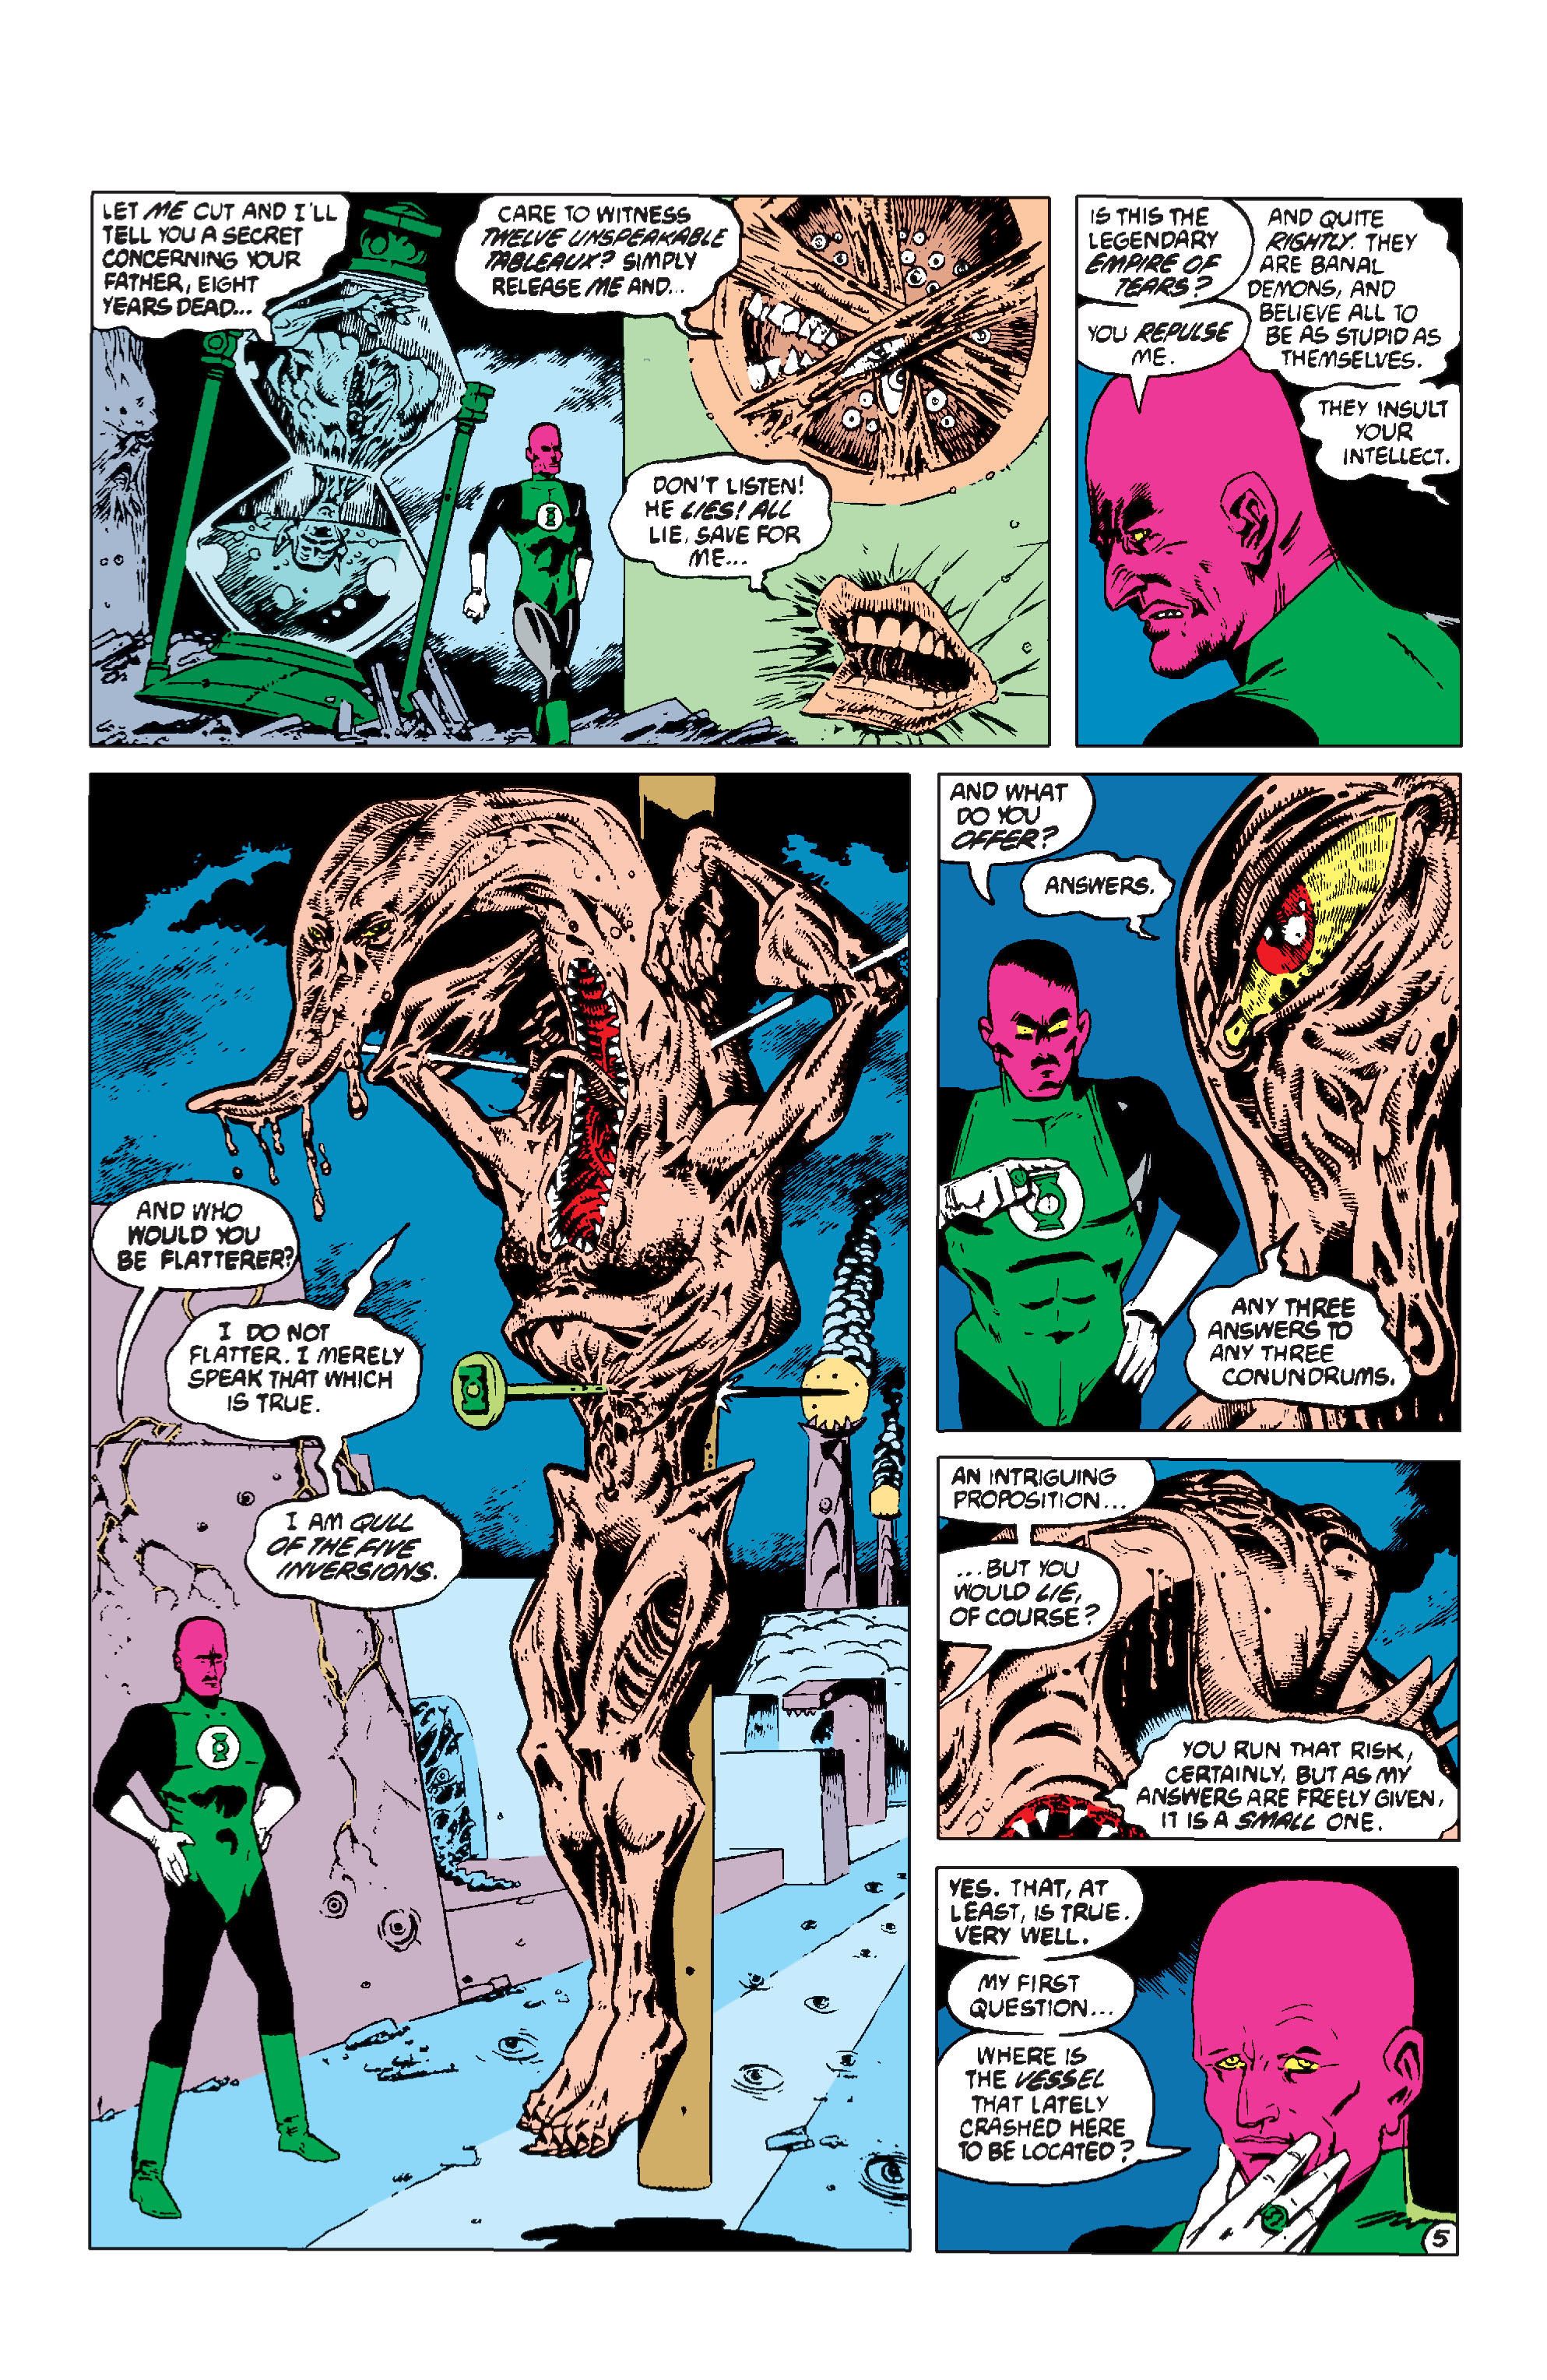 LET ME OUT AND I'LL
TELL YOU A SECRET
CONCERNING YOUR
FATHER, EIGHT
YEARS DEAD...
CARE TO WITNESS
TWELVE UNSPEAKABLE
TABLEAUX? SIMPLY
RELEASE ME AND...
DON'T LISTEN!
HE LIES! ALL
LIE, SAVE FOR
ME...
IS THIS THE
LEGENDARY
EMPIRE OF
TEARS?
YOU REPULSE
ME.
AND QUITE
RIGHTLY. THEY
ARE BANAL
DEMONS, AND
BELIEVE ALL TO
BE AS STUPID AS
THEMSELVES.
THEY INSULT
YOUR
INTELLECT.
AND WHO
WOULD YOU
BE FLATTERER?
I DO NOT
FLATTER. I MERELY
SPEAK THAT WHICH
IS TRUE.
I AM QULL
OF THE FIVE
INVERSIONS.
AND WHAT
DO YOU
OFFER?
ANSWERS.
ANY THREE
ANSWERS TO
ANY THREE
CONUNDRUMS.
AN INTRIGUING
PROPOSITION...
...BUT YOU
WOULD LIE,
OF COURSE?
YOU RUN THAT RISK,
CERTAINLY, BUT AS MY
ANSWERS ARE FREELY GIVEN,
IT IS A SMALL ONE.
YES. THAT, AT
LEAST, IS TRUE.
VERY WELL.
MY FIRST
QUESTION...
WHERE IS
THE VESSEL
THAT LATELY
CRASHED HERE
TO BE LOCATED?
5